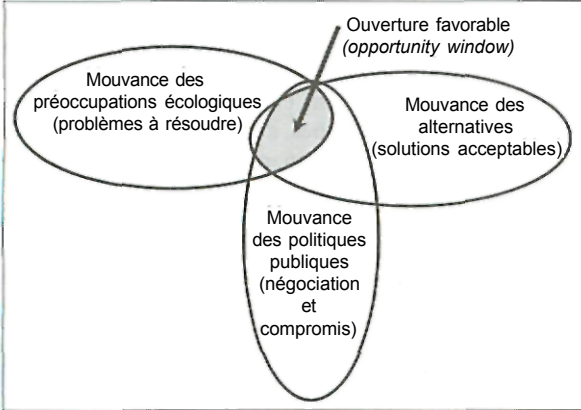 Ouverture favorable
(opportunity window)
Mouvance des
préoccupations écologiques
(problèmes à résoudre)
Mouvance des
alternatives
(solutions acceptables)
Mouvance
des politiques
publiques
(négociation
et
compromis)